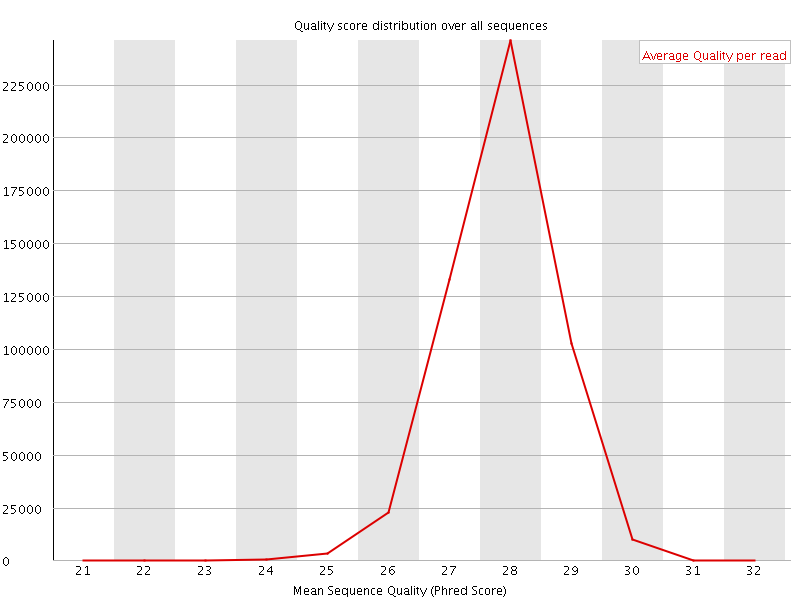 Quality score distribution over all sequences
Average Quality per read
225000
200000
175000
150000
125000
100000
75000
50000
25000
0
21 22 23 24 25 26 27 28 29 30 31 32
Mean Sequence Quality (Phred Score)